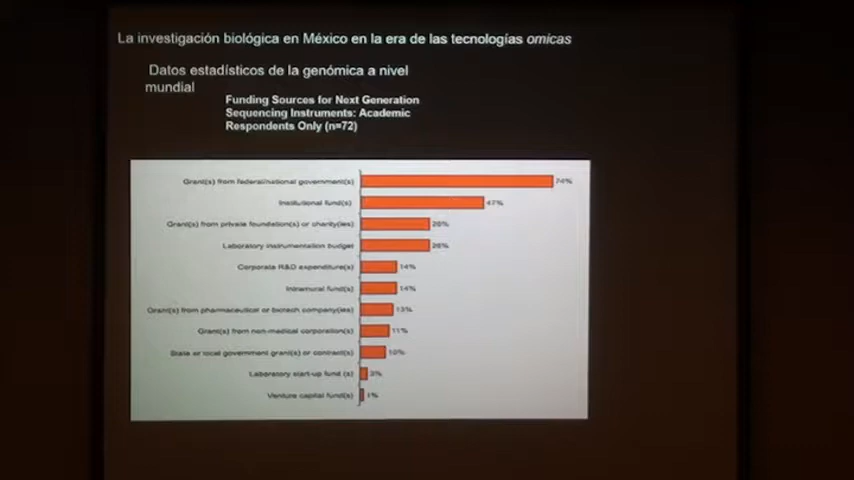 La investigación biológica en México en la era de las tecnologías omicas
Datos estadísticos de la genómica a nivel
mundial
Funding Sources for Next Generation
Sequencing Instruments: Academic
Respondents Only (n=72)
Grant(s) from federal/national government(s) 74%
Institutional fund(s) 47%
Grant(s) from private foundation(s) or charity(ies) 26%
Laboratory instrumentation budget 26%
Corporate R&D expenditure(s) 14%
Intramural fund(s) 14%
Grant(s) from pharmaceutical or biotech company(ies) 13%
Grant(s) from non-medical corporation(s) 11%
State or local government grant(s) or contract(s) 10%
Laboratory start-up fund (s) 3%
Venture capital fund(s) 1%